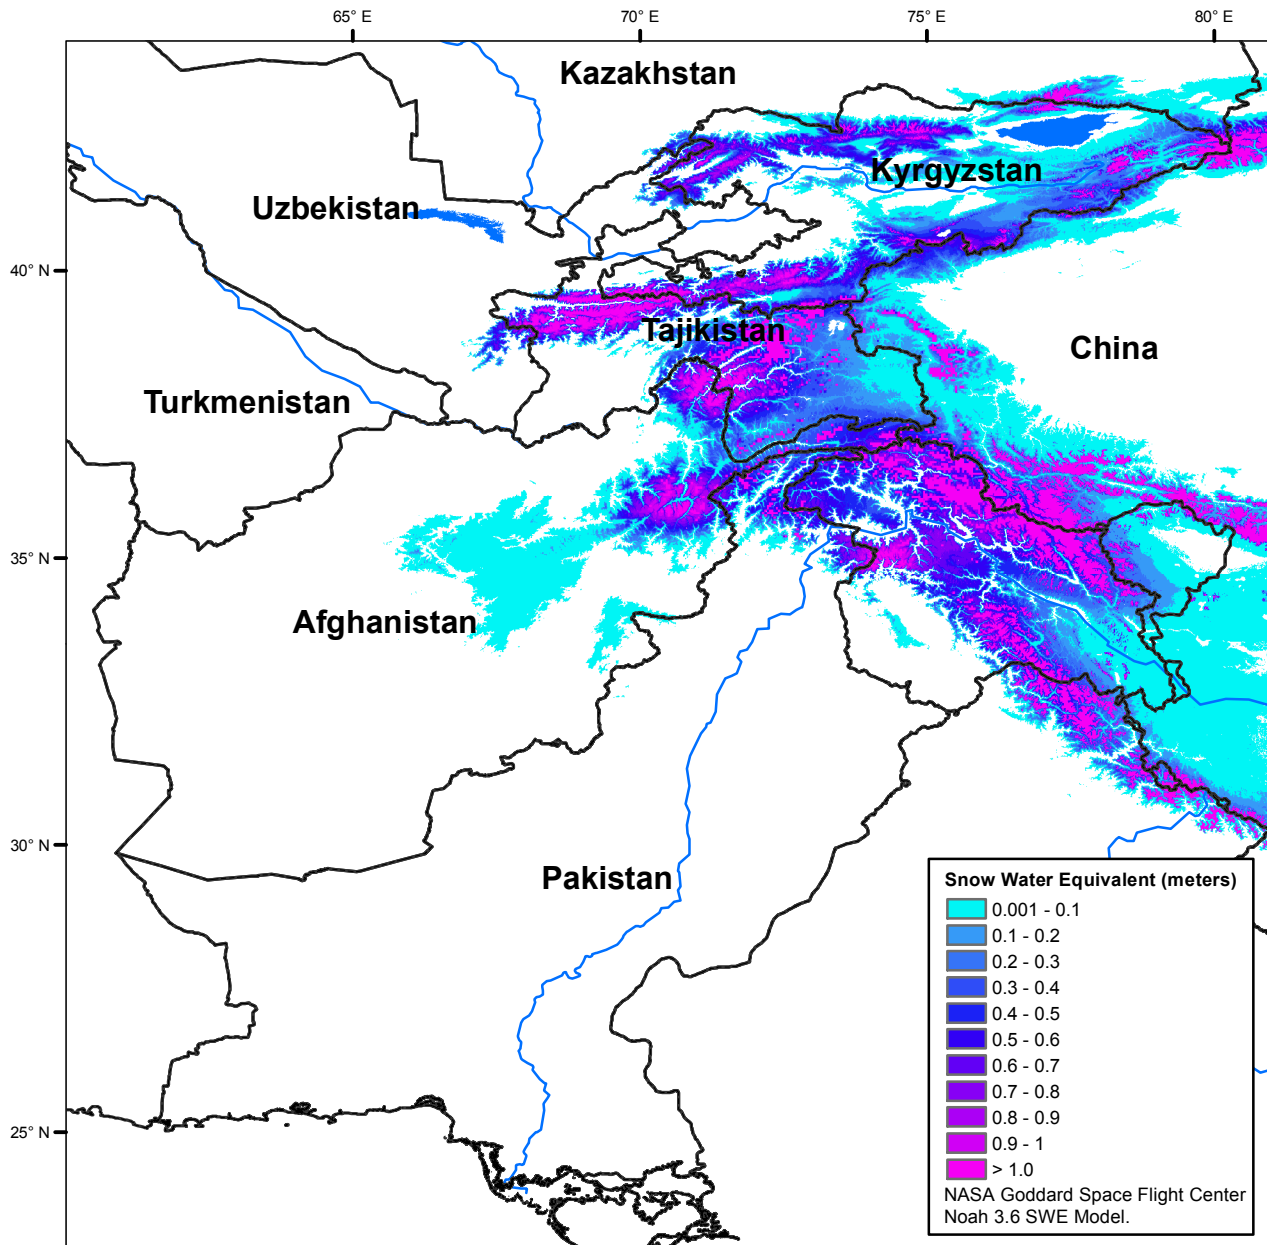 65° E
70° E
75° E
80° E
Kazakhstan
Kyrgyzstan
Uzbekistan
40° N
Tajikistan
China
Turkmenistan
35° N
Afghanistan
30° N
Pakistan
25° N
Snow Water Equivalent (meters)
0.001 - 0.1
0.1 - 0.2
0.2 - 0.3
0.3 - 0.4
0.4 - 0.5
0.5 - 0.6
0.6 - 0.7
0.7 - 0.8
0.8 - 0.9
0.9 - 1
> 1.0
NASA Goddard Space Flight Center
Noah 3.6 SWE Model.